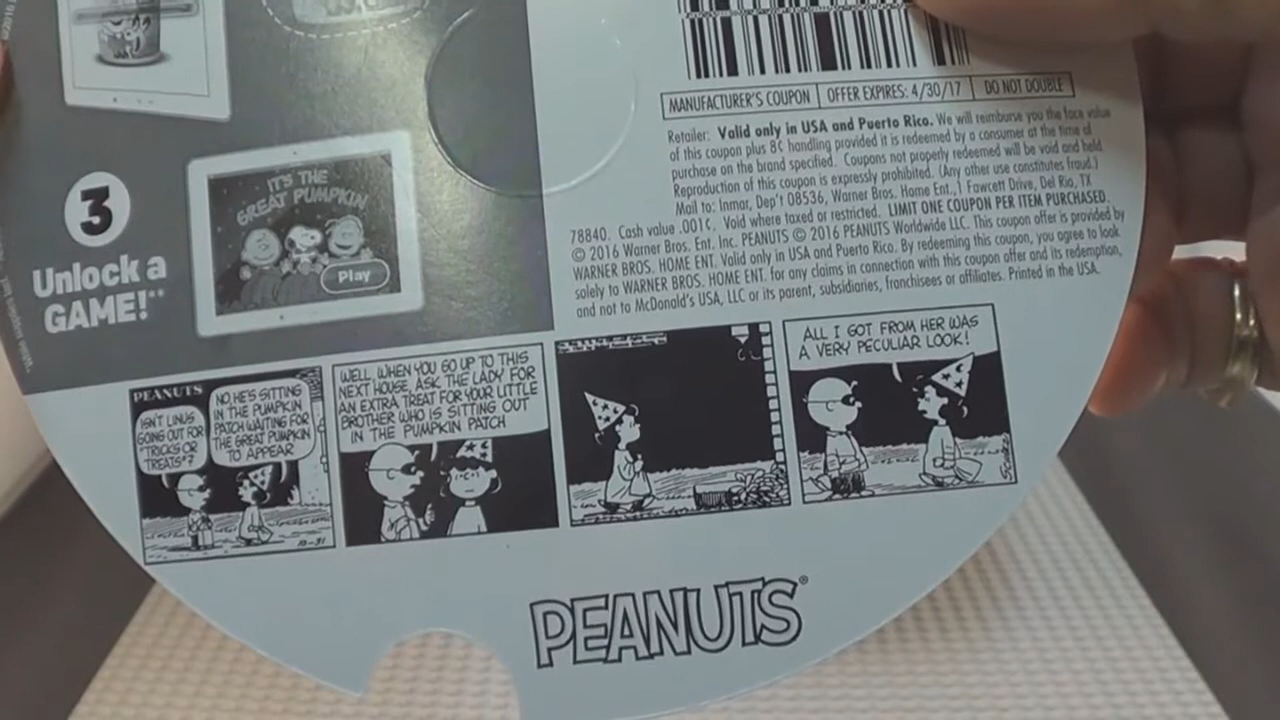 MANUFACTURER'S COUPON OFFER EXPIRES: 4/30/17 DO NOT DOUBLE
Retailer: Valid only in USA and Puerto Rico. We will reimburse you the face value
of this coupon plus 8¢ handling provided it is redeemed by a consumer at the time of
purchase on the brand specified. Coupons not properly redeemed will be void and held.
Reproduction of this coupon is expressly prohibited. (Any other use constitutes fraud.)
Mail to: Inmar, Dep't 08536, Warner Bros. Home Ent., 1 Fawcett Drive, Del Rio, TX
78840. Cash value .001¢. Void where taxed or restricted. LIMIT ONE COUPON PER ITEM PURCHASED.
© 2016 Warner Bros. Ent. Inc. PEANUTS © 2016 PEANUTS Worldwide LLC. This coupon offer is provided by
WARNER BROS. HOME ENT. Valid only in USA and Puerto Rico. By redeeming this coupon, you agree to look
solely to WARNER BROS. HOME ENT. for any claims in connection with this coupon offer and its redemption,
and not to McDonald's USA, LLC or its parent, subsidiaries, franchisees or affiliates. Printed in the USA.
3
Unlock a
GAME!**
IT'S THE
GREAT PUMPKIN
Play
PEANUTS
ISN'T LINUS
GOING OUT FOR
"TRICKS OR
TREATS"?
NO, HE'S SITTING
IN THE PUMPKIN
PATCH WAITING FOR
THE GREAT PUMPKIN
TO APPEAR
10-31
WELL, WHEN YOU GO UP TO THIS
NEXT HOUSE, ASK THE LADY FOR
AN EXTRA TREAT FOR YOUR LITTLE
BROTHER WHO IS SITTING OUT
IN THE PUMPKIN PATCH
ALL I GOT FROM HER WAS
A VERY PECULIAR LOOK!
SCHULZ
PEANUTS®